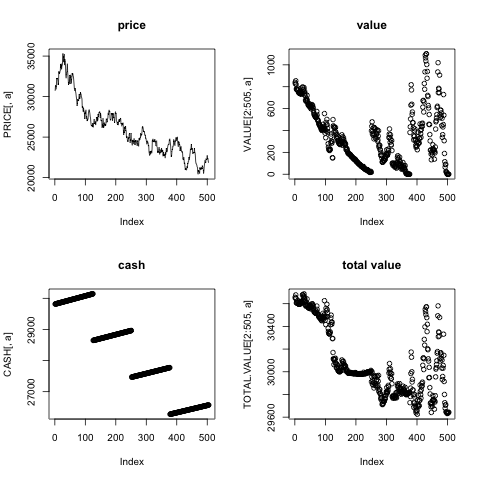 price
PRICE[, a]
20000 25000 30000 35000
0 100 200 300 400 500
Index
value
VALUE[2:505, a]
0 200 600 1000
0 100 200 300 400 500
Index
cash
CASH[, a]
27000 29000
0 100 200 300 400 500
Index
total value
TOTAL.VALUE[2:505, a]
29600 30000 30400
0 100 200 300 400 500
Index